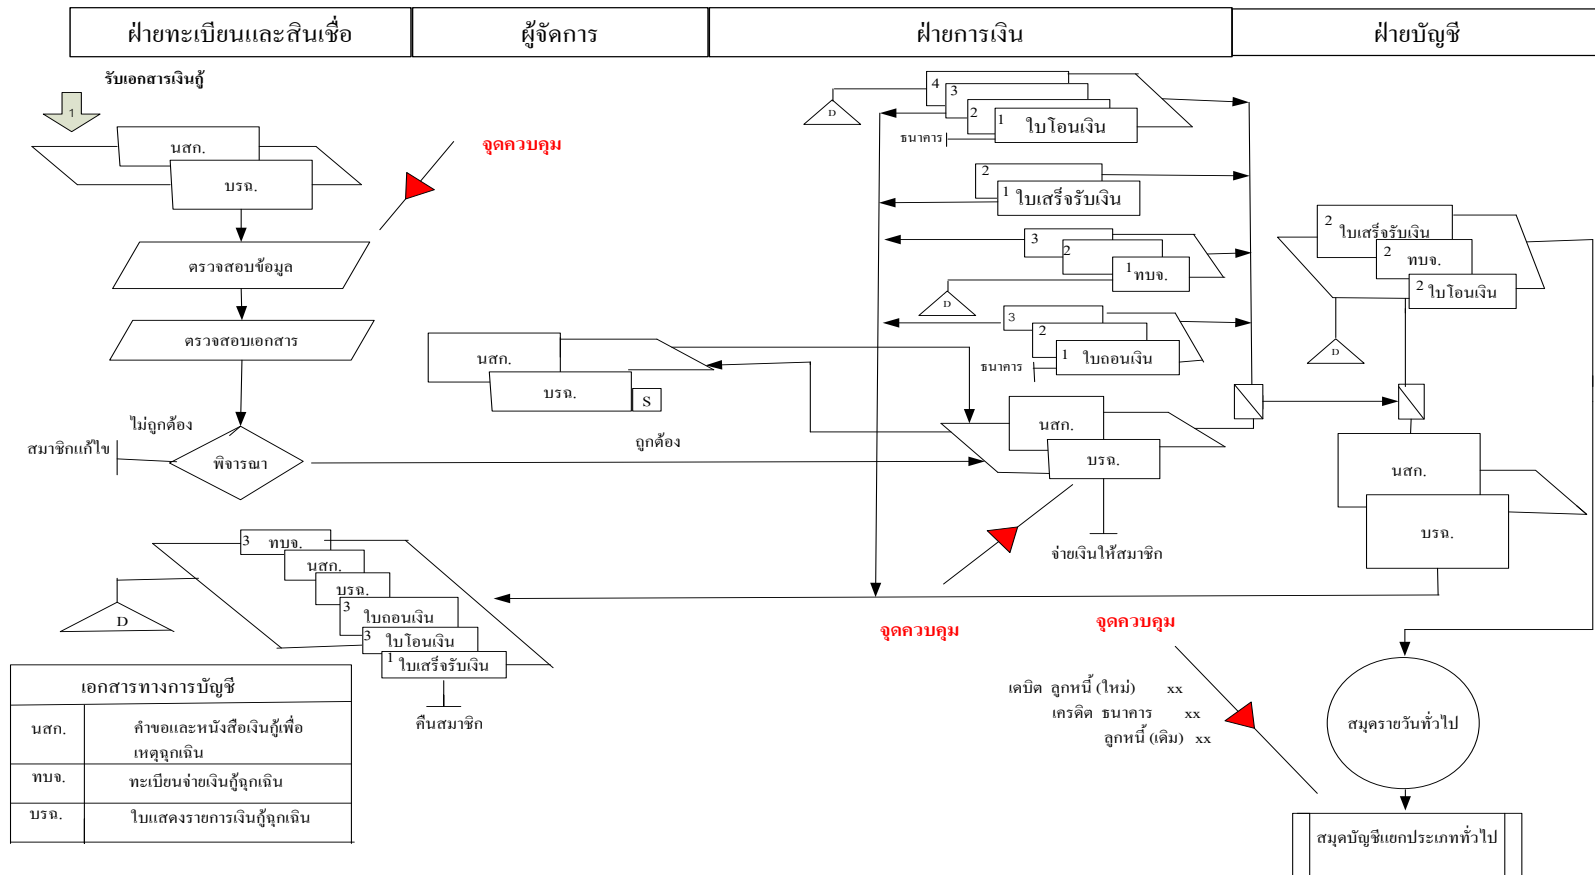 ฝ่ายทะเบียนและสินเชื่อ
ผู้จัดการ
ฝ่ายการเงิน
ฝ่ายบัญชี
รับเอกสารเงินกู้
1
นสก.
บรฉ.
จุดควบคุม
ตรวจสอบข้อมูล
ตรวจสอบเอกสาร
ไม่ถูกต้อง
สมาชิกแก้ไข
พิจารณา
ถูกต้อง
นสก.
บรฉ.
S
D
4
3
2
1
ใบโอนเงิน
ธนาคาร
2
1
ใบเสร็จรับเงิน
3
2
1
ทบจ.
D
3
2
1
ใบถอนเงิน
ธนาคาร
นสก.
บรฉ.
จ่ายเงินให้สมาชิก
2
ใบเสร็จรับเงิน
2
ทบจ.
2
ใบโอนเงิน
D
นสก.
บรฉ.
3
ทบจ.
นสก.
บรฉ.
3
ใบถอนเงิน
3
ใบโอนเงิน
1
ใบเสร็จรับเงิน
D
คืนสมาชิก
จุดควบคุม
จุดควบคุม
เดบิต ลูกหนี้ (ใหม่) xx
เครดิต ธนาคาร xx
ลูกหนี้ (เดิม) xx
สมุดรายวันทั่วไป
สมุดบัญชีแยกประเภททั่วไป
เอกสารทางการบัญชี
นสก.
คำขอและหนังสือเงินกู้เพื่อ
เหตุฉุกเฉิน
ทบจ.
ทะเบียนจ่ายเงินกู้ฉุกเฉิน
บรฉ.
ใบแสดงรายการเงินกู้ฉุกเฉิน